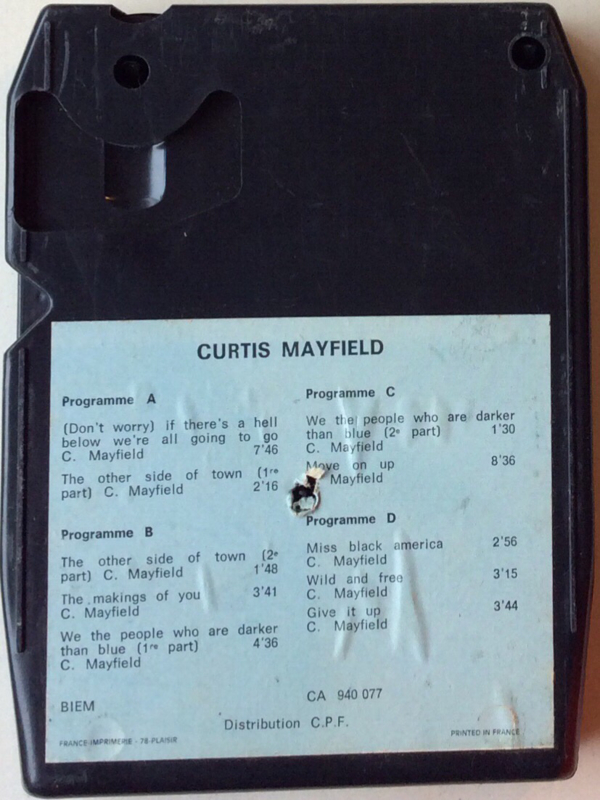 CURTIS MAYFIELD
Programme A
(Don't worry) if there's a hell
below we're all going to go
C. Mayfield 7'46
The other side of town (1re
part) C. Mayfield 2'16
Programme B
The other side of town (2e
part) C. Mayfield 1'48
The makings of you 3'41
C. Mayfield
We the people who are darker
than blue (1re part) 4'36
C. Mayfield
Programme C
We the people who are darker
than blue (2e part) 1'30
C. Mayfield
Move on up 8'36
Mayfield
Programme D
Miss black america 2'56
C. Mayfield
Wild and free 3'15
C. Mayfield
Give it up 3'44
C. Mayfield
BIEM
CA 940 077
Distribution C.P.F.
FRANCE-IMPRIMERIE - 78-PLAISIR
PRINTED IN FRANCE